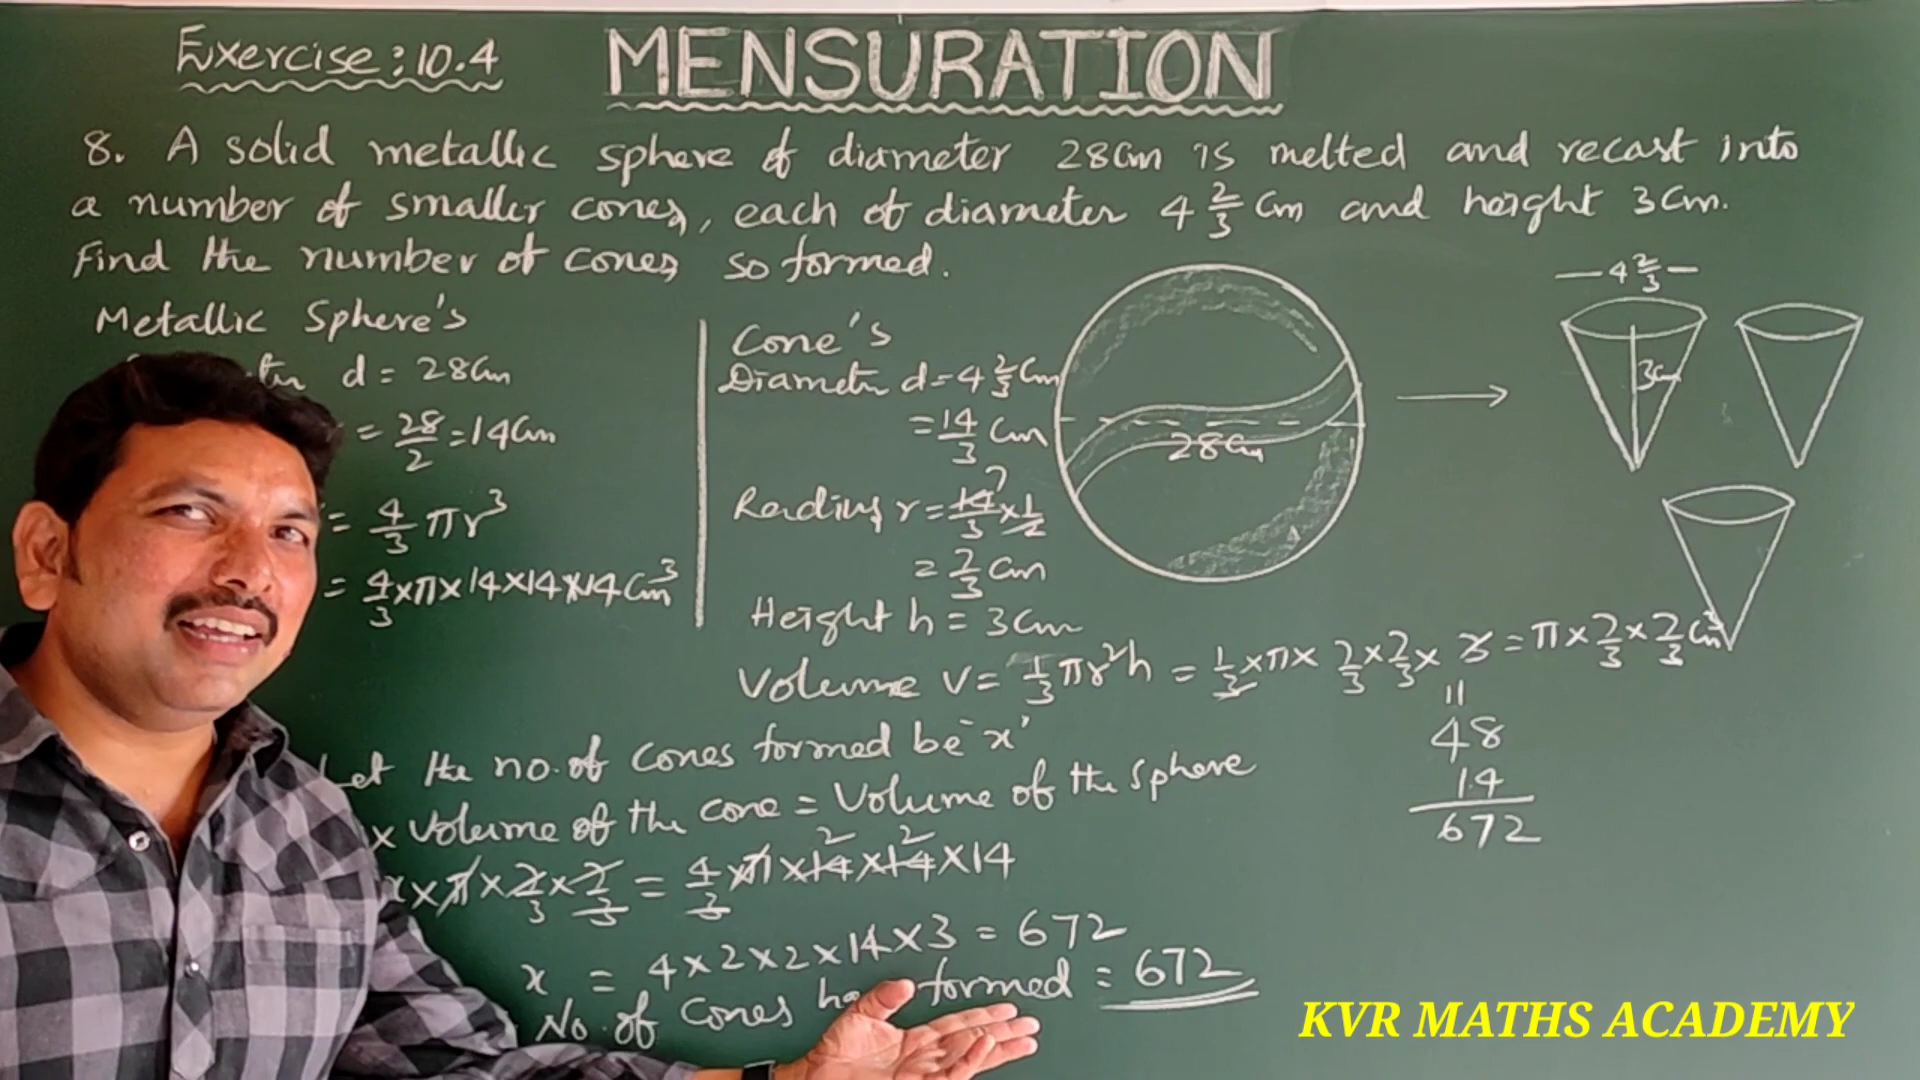 Exercise: 10.4
MENSURATION
8. A solid metallic sphere of diameter 28cm is melted and recast into
a number of smaller cones, each of diameter 4 2/3 cm and height 3cm.
Find the number of cones so formed.
Metallic Sphere's
d = 28cm
= 28/2 = 14cm
= 4/3 πr³
= 4/3 × π × 14 × 14 × 14 cm³
Cone's
Diameter d = 4 2/3 cm
= 14/3 cm
Radius r = 14/3 × 1/2
7
= 7/3 cm
Height h = 3cm
Volume v = 1/3 πr²h = 1/3 × π × 7/3 × 7/3 × 3 = π × 7/3 × 7/3 cm³
28cm
4 2/3
3cm
11
48
14
672
Let the no. of cones formed be 'x'
x Volume of the cone = Volume of the sphere
x × π × 7/3 × 7/3 = 4/3 × π × 14 × 14 × 14
2 2
x = 4 × 2 × 2 × 14 × 3 = 672
No. of cones formed = 672
KVR MATHS ACADEMY